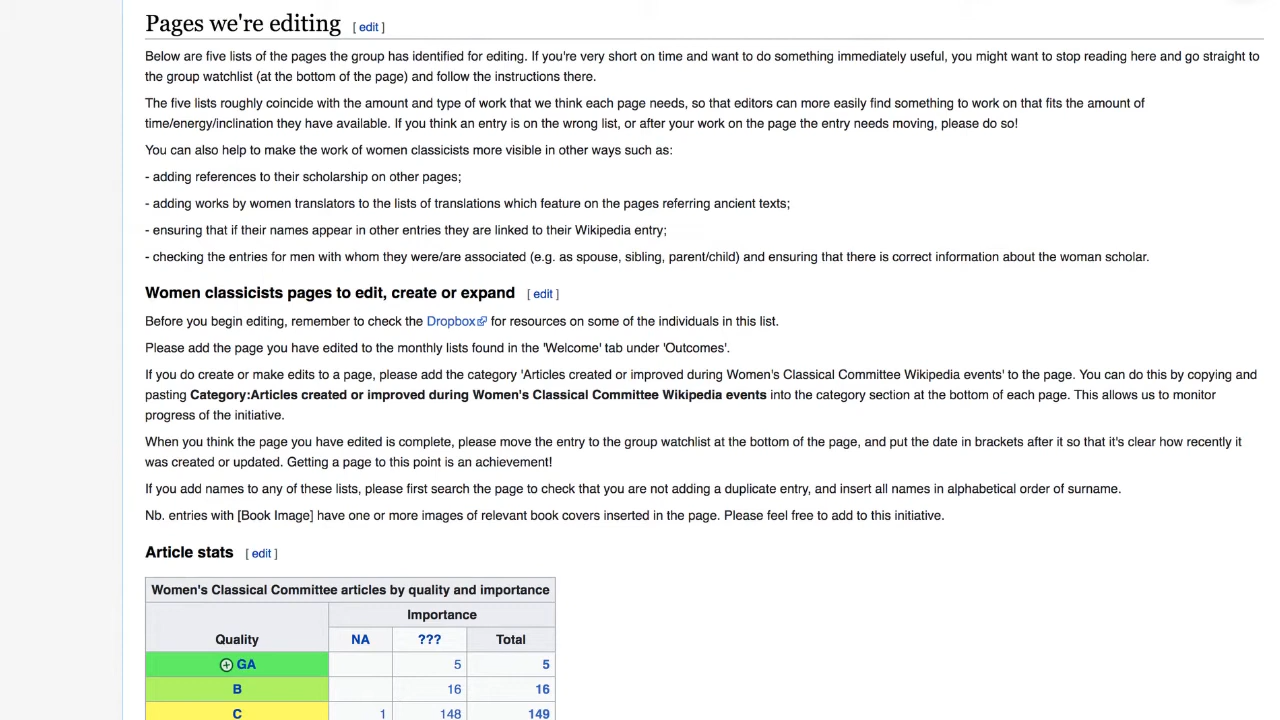 Pages we're editing [ edit ]
Below are five lists of the pages the group has identified for editing. If you're very short on time and want to do something immediately useful, you might want to stop reading here and go straight to
the group watchlist (at the bottom of the page) and follow the instructions there.
The five lists roughly coincide with the amount and type of work that we think each page needs, so that editors can more easily find something to work on that fits the amount of
time/energy/inclination they have available. If you think an entry is on the wrong list, or after your work on the page the entry needs moving, please do so!
You can also help to make the work of women classicists more visible in other ways such as:
- adding references to their scholarship on other pages;
- adding works by women translators to the lists of translations which feature on the pages referring ancient texts;
- ensuring that if their names appear in other entries they are linked to their Wikipedia entry;
- checking the entries for men with whom they were/are associated (e.g. as spouse, sibling, parent/child) and ensuring that there is correct information about the woman scholar.
Women classicists pages to edit, create or expand [ edit ]
Before you begin editing, remember to check the Dropbox for resources on some of the individuals in this list.
Please add the page you have edited to the monthly lists found in the 'Welcome' tab under 'Outcomes'.
If you do create or make edits to a page, please add the category 'Articles created or improved during Women's Classical Committee Wikipedia events' to the page. You can do this by copying and
pasting Category:Articles created or improved during Women's Classical Committee Wikipedia events into the category section at the bottom of each page. This allows us to monitor
progress of the initiative.
When you think the page you have edited is complete, please move the entry to the group watchlist at the bottom of the page, and put the date in brackets after it so that it's clear how recently it
was created or updated. Getting a page to this point is an achievement!
If you add names to any of these lists, please first search the page to check that you are not adding a duplicate entry, and insert all names in alphabetical order of surname.
Nb. entries with [Book Image] have one or more images of relevant book covers inserted in the page. Please feel free to add to this initiative.
Article stats [ edit ]
Women's Classical Committee articles by quality and importance
Importance
Quality NA ??? Total
GA 5 5
B 16 16
C 1 148 149